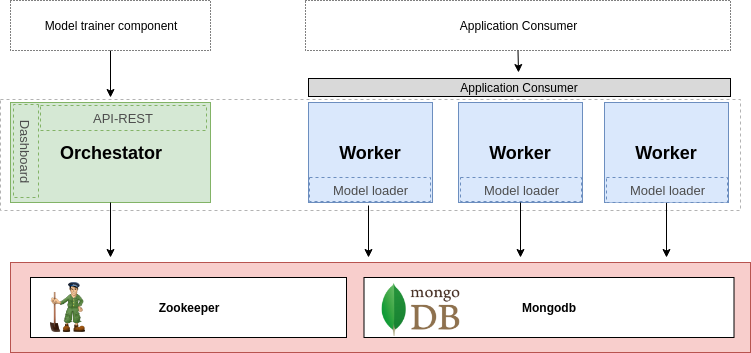 Model trainer component
Application Consumer
Application Consumer
API-REST
Dashboard
Orchestator
Worker
Worker
Worker
Model loader
Model loader
Model loader
Zookeeper
mongo
DB
Mongodb